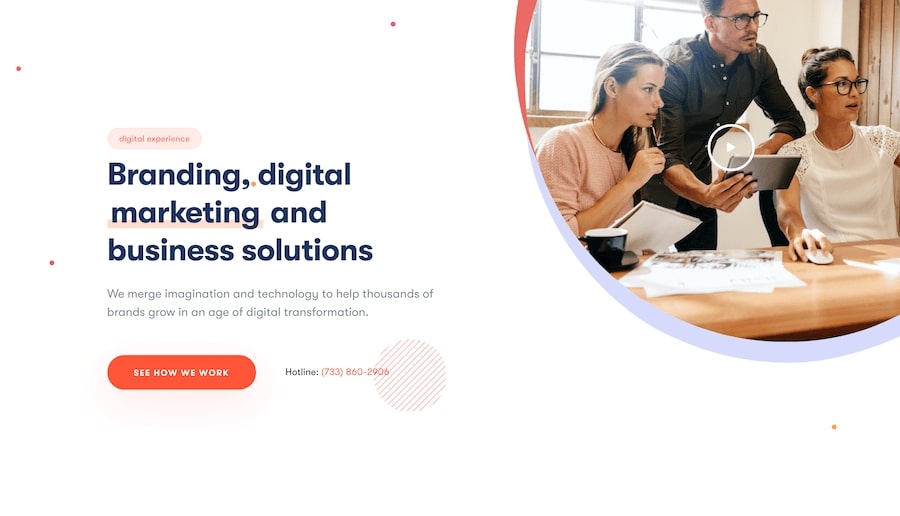 digital experience
Branding, digital
marketing and
business solutions
We merge imagination and technology to help thousands of
brands grow in an age of digital transformation.
SEE HOW WE WORK
Hotline: (733) 860-2906